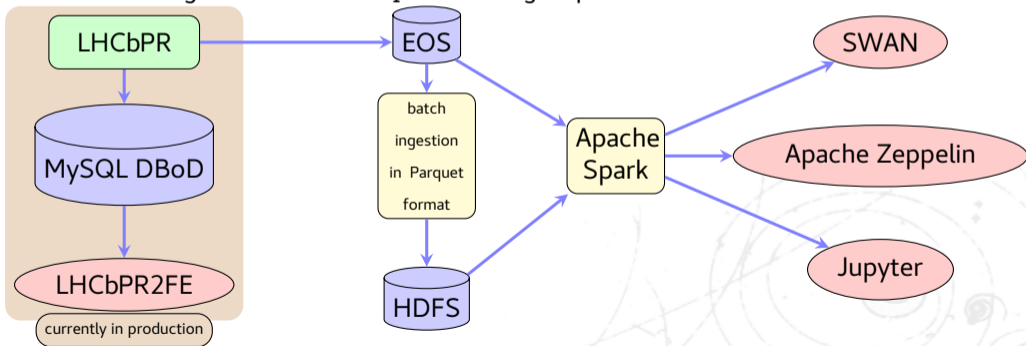 LHCbPR
EOS
SWAN
batch
ingestion
in Parquet
format
Apache
Spark
Apache Zeppelin
MySQL DBoD
LHCbPR2FE
HDFS
Jupyter
currently in production